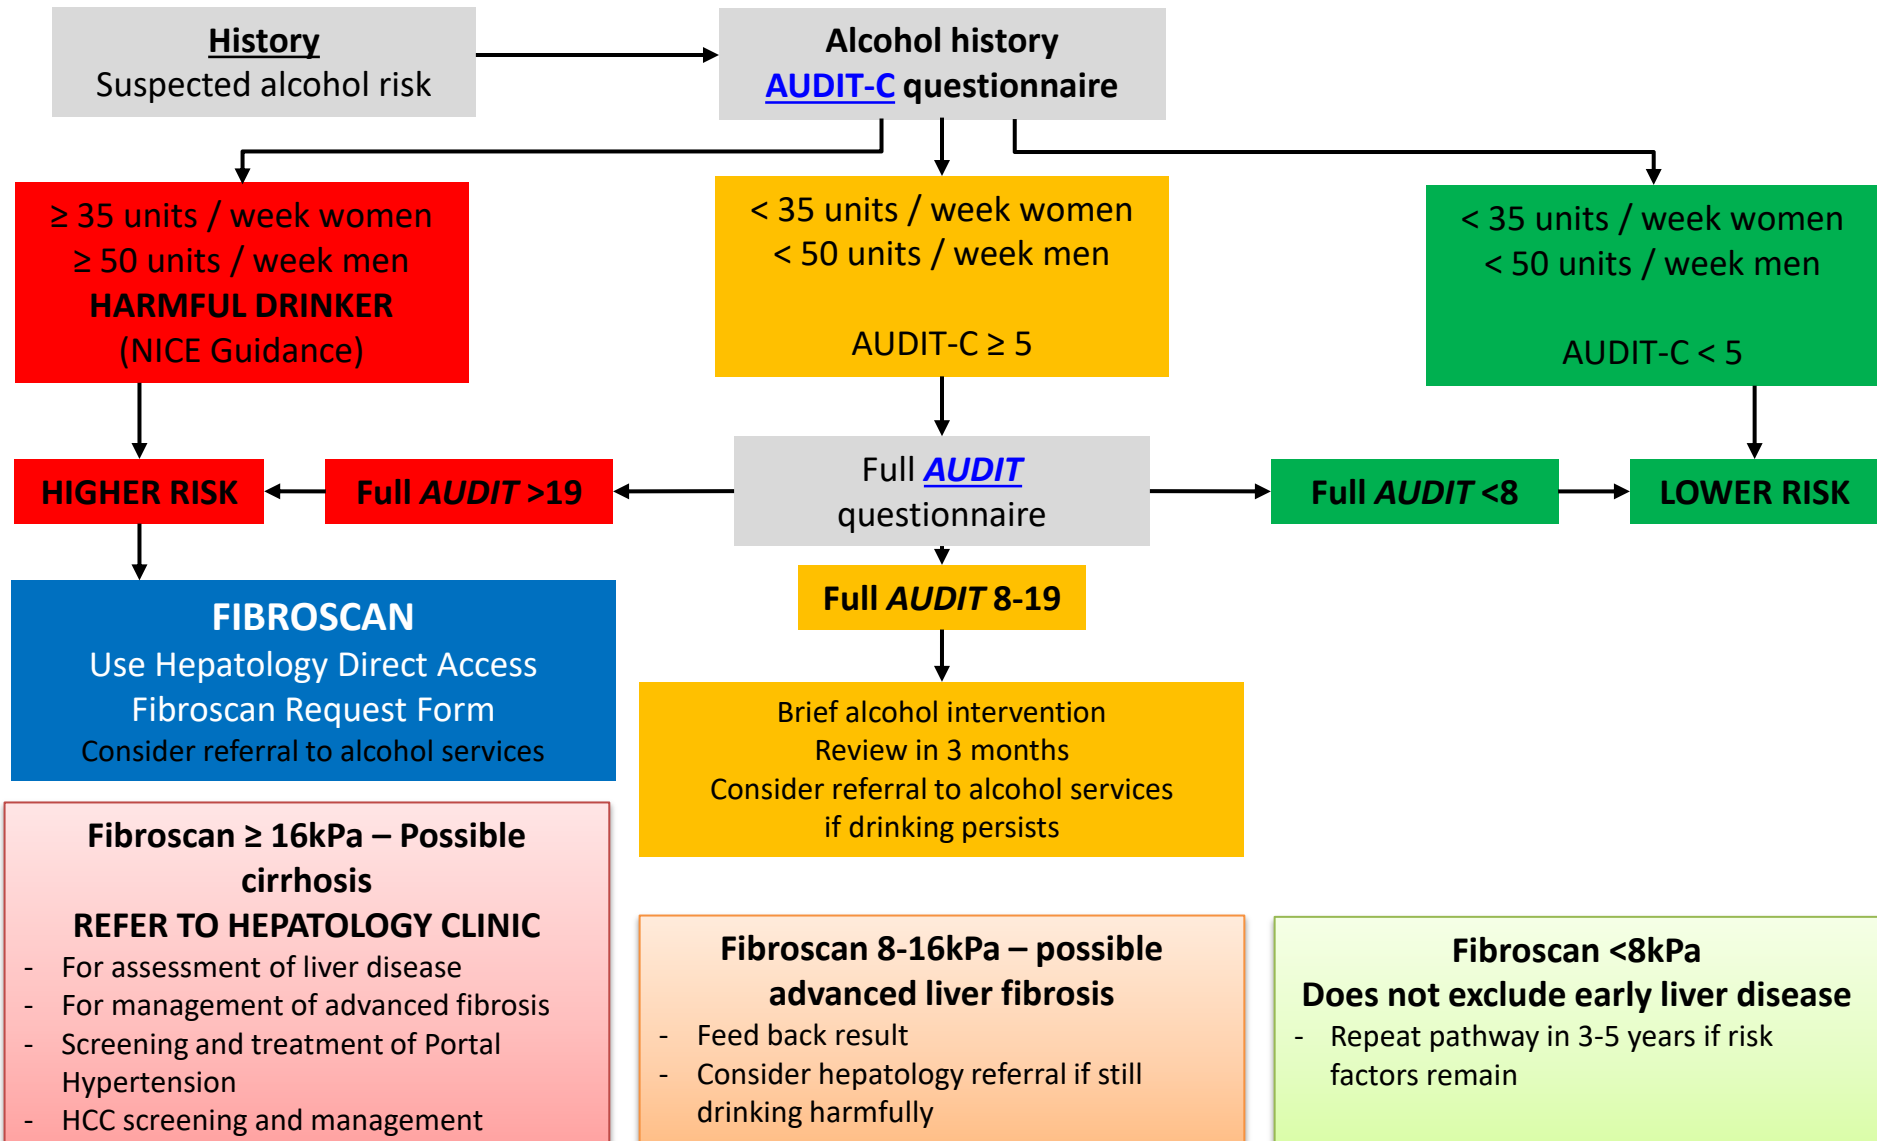 History
Suspected alcohol risk
Alcohol history
AUDIT-C questionnaire
≥ 35 units / week women
≥ 50 units / week men
HARMFUL DRINKER
(NICE Guidance)
< 35 units / week women
< 50 units / week men
AUDIT-C ≥ 5
< 35 units / week women
< 50 units / week men
AUDIT-C < 5
HIGHER RISK
Full AUDIT >19
Full AUDIT
questionnaire
Full AUDIT <8
LOWER RISK
Full AUDIT 8-19
FIBROSCAN
Use Hepatology Direct Access
Fibroscan Request Form
Consider referral to alcohol services
Brief alcohol intervention
Review in 3 months
Consider referral to alcohol services
if drinking persists
Fibroscan ≥ 16kPa – Possible
cirrhosis
REFER TO HEPATOLOGY CLINIC
- For assessment of liver disease
- For management of advanced fibrosis
- Screening and treatment of Portal
Hypertension
- HCC screening and management
Fibroscan 8-16kPa – possible
advanced liver fibrosis
- Feed back result
- Consider hepatology referral if still
drinking harmfully
Fibroscan <8kPa
Does not exclude early liver disease
- Repeat pathway in 3-5 years if risk
factors remain